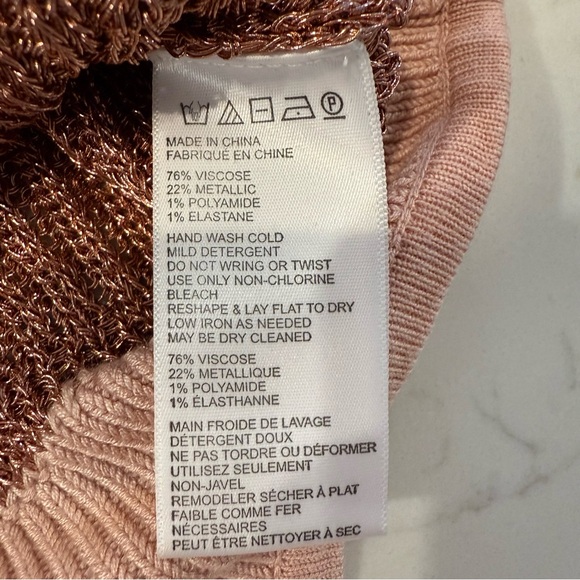 MADE IN CHINA
FABRIQUÉ EN CHINE
76% VISCOSE
22% METALLIC
1% POLYAMIDE
1% ELASTANE
HAND WASH COLD
MILD DETERGENT
DO NOT WRING OR TWIST
USE ONLY NON-CHLORINE
BLEACH
RESHAPE & LAY FLAT TO DRY
LOW IRON AS NEEDED
MAY BE DRY CLEANED
76% VISCOSE
22% METALLIQUE
1% POLYAMIDE
1% ÉLASTHANNE
MAIN FROIDE DE LAVAGE
DÉTERGENT DOUX
NE PAS TORDRE OU DÉFORMER
UTILISEZ SEULEMENT
NON-JAVEL
REMODELER SÉCHER À PLAT
FAIBLE COMME FER
NÉCESSAIRES
PEUT ÊTRE NETTOYER À SEC